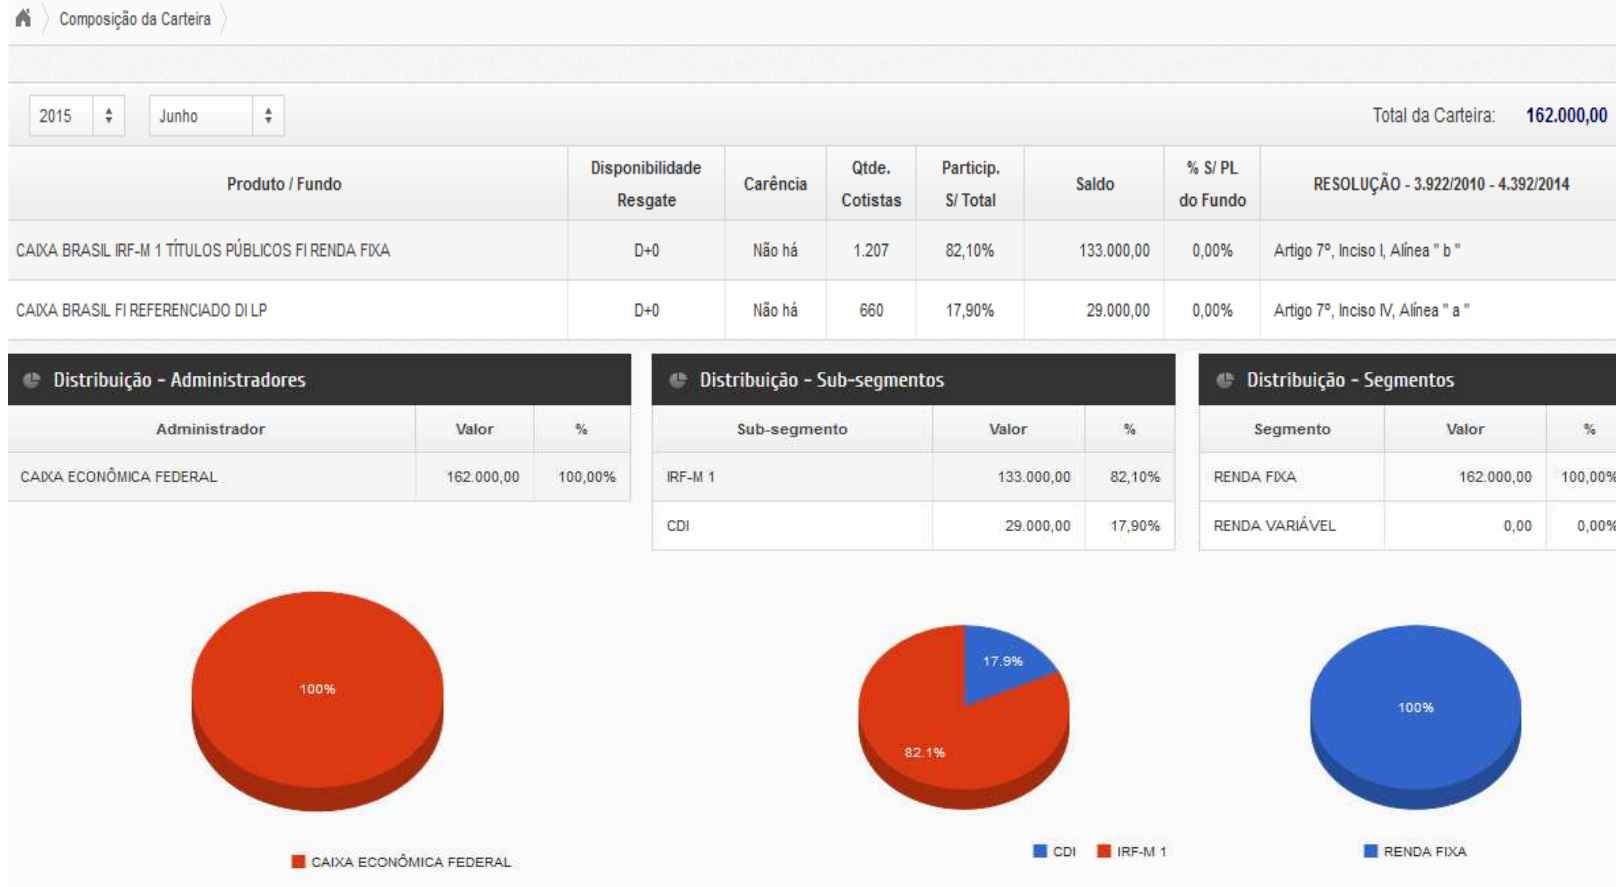 Composição da Carteira
2015 Junho Total da Carteira: 162.000,00
Produto / Fundo Disponibilidade Resgate Carência Qtde. Cotistas Particip. S/ Total Saldo % S/ PL do Fundo RESOLUÇÃO - 3.922/2010 - 4.392/2014
CAIXA BRASIL IRF-M 1 TÍTULOS PÚBLICOS FI RENDA FIXA D+0 Não há 1.207 82,10% 133.000,00 0,00% Artigo 7º, Inciso I, Alínea " b "
CAIXA BRASIL FI REFERENCIADO DI LP D+0 Não há 660 17,90% 29.000,00 0,00% Artigo 7º, Inciso IV, Alínea " a "
Distribuição - Administradores
Administrador Valor %
CAIXA ECONÔMICA FEDERAL 162.000,00 100,00%
100%
CAIXA ECONÔMICA FEDERAL
Distribuição - Sub-segmentos
Sub-segmento Valor %
IRF-M 1 133.000,00 82,10%
CDI 29.000,00 17,90%
17.9%
82.1%
CDI IRF-M 1
Distribuição - Segmentos
Segmento Valor %
RENDA FIXA 162.000,00 100,00%
RENDA VARIÁVEL 0,00 0,00%
100%
RENDA FIXA